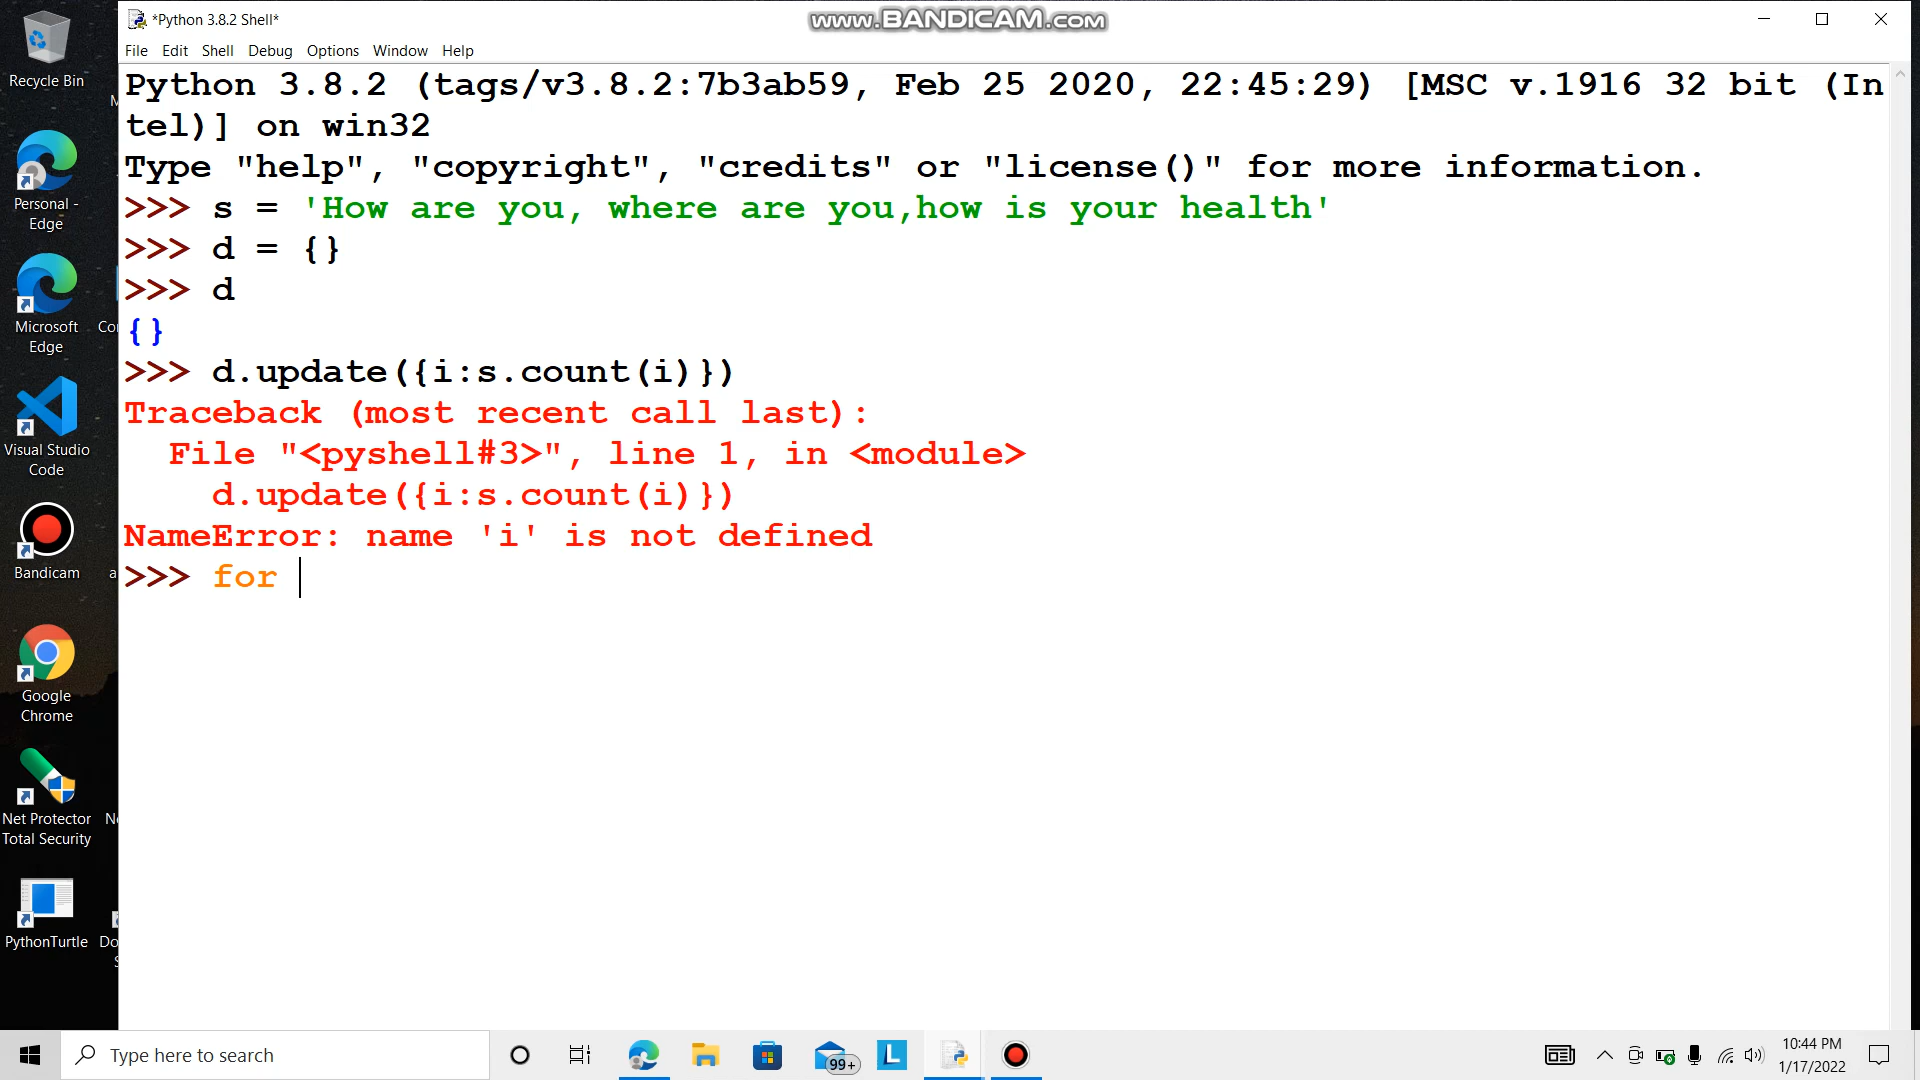 *Python 3.8.2 Shell*
www.BANDICAM.com
File Edit Shell Debug Options Window Help
Python 3.8.2 (tags/v3.8.2:7b3ab59, Feb 25 2020, 22:45:29) [MSC v.1916 32 bit (In
tel)] on win32
Type "help", "copyright", "credits" or "license()" for more information.
>>> s = 'How are you, where are you,how is your health'
>>> d = {}
>>> d
{}
>>> d.update({i:s.count(i)})
Traceback (most recent call last):
  File "<pyshell#3>", line 1, in <module>
    d.update({i:s.count(i)})
NameError: name 'i' is not defined
>>> for
Recycle Bin
Personal -
Edge
Microsoft
Edge
Visual Studio
Code
Bandicam
Google
Chrome
Net Protector
Total Security
PythonTurtle
Type here to search
99+
L
10:44 PM
1/17/2022